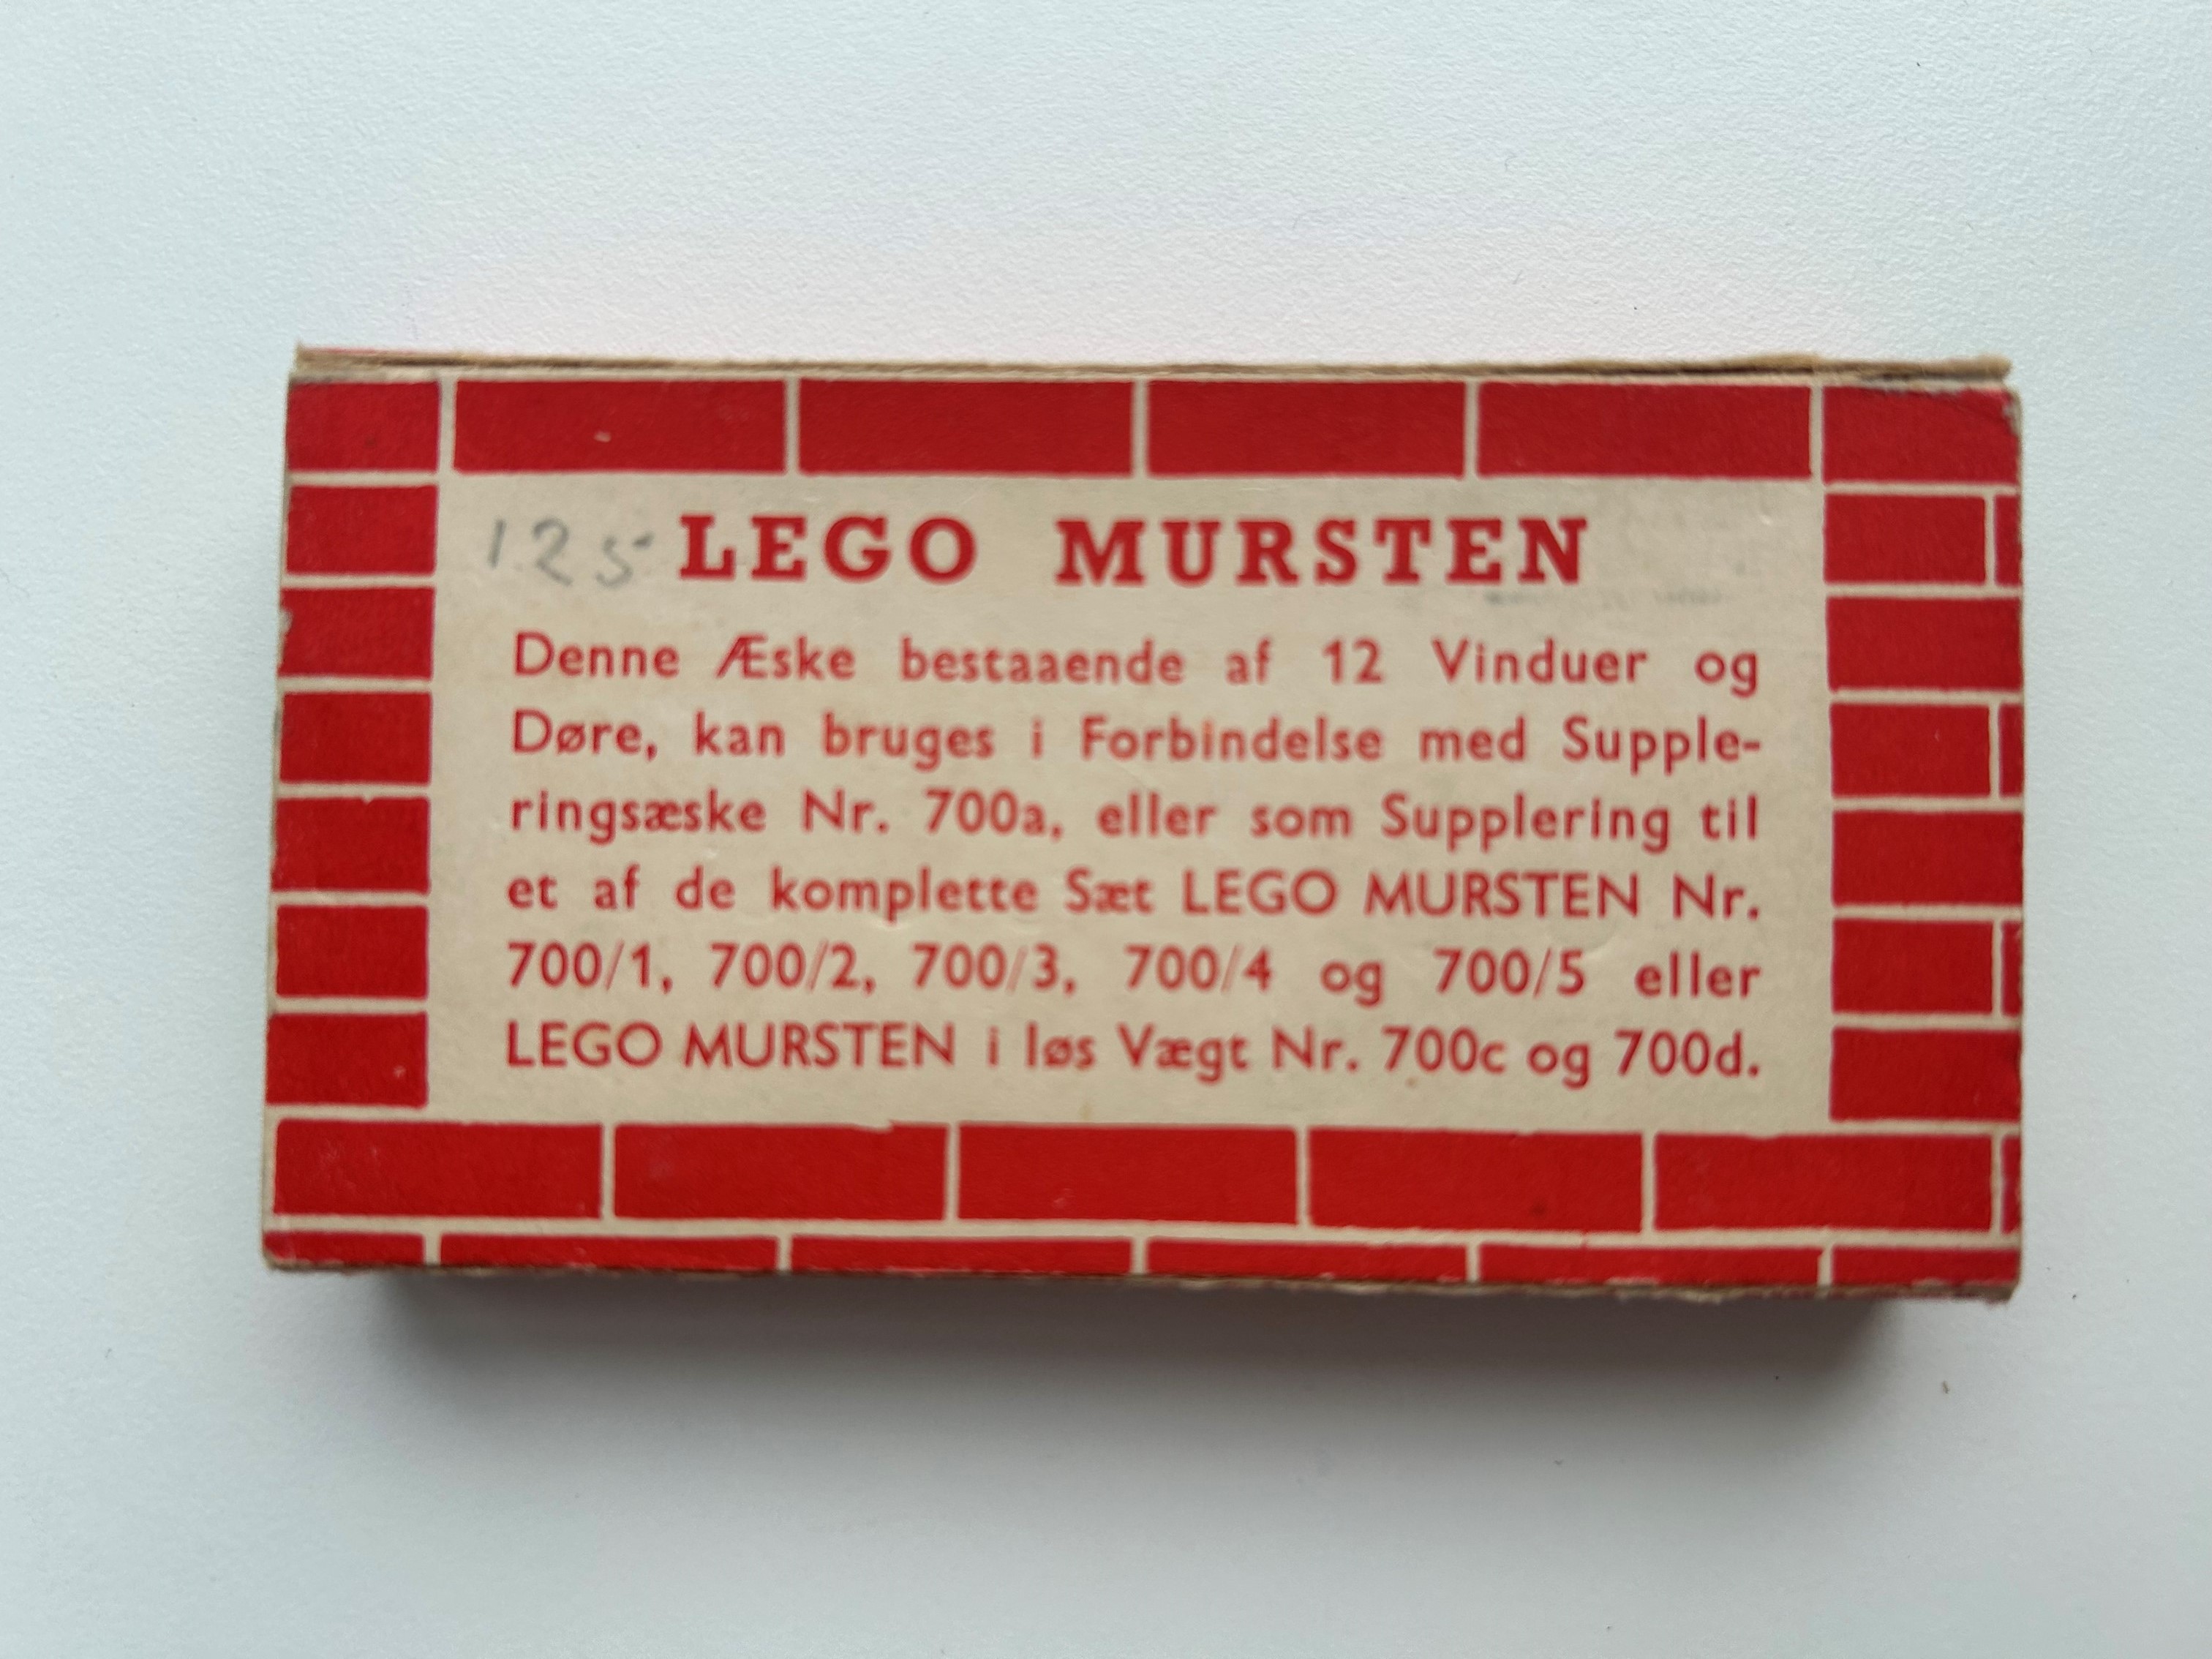 125 LEGO MURSTEN
Denne Æske bestaaende af 12 Vinduer og
Døre, kan bruges i Forbindelse med Supple-
ringsæske Nr. 700a, eller som Supplering til
et af de komplette Sæt LEGO MURSTEN Nr.
700/1, 700/2, 700/3, 700/4 og 700/5 eller
LEGO MURSTEN i løs Vægt Nr. 700c og 700d.